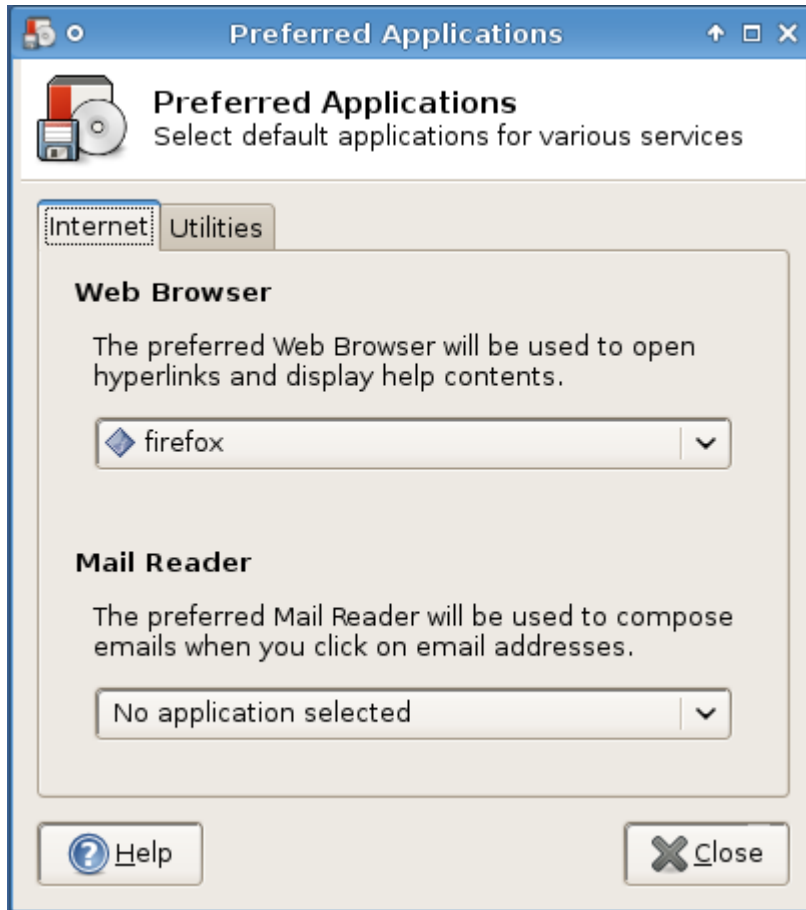 Preferred Applications
Preferred Applications
Select default applications for various services
Internet
Utilities
Web Browser
The preferred Web Browser will be used to open
hyperlinks and display help contents.
firefox
Mail Reader
The preferred Mail Reader will be used to compose
emails when you click on email addresses.
No application selected
Help
Close